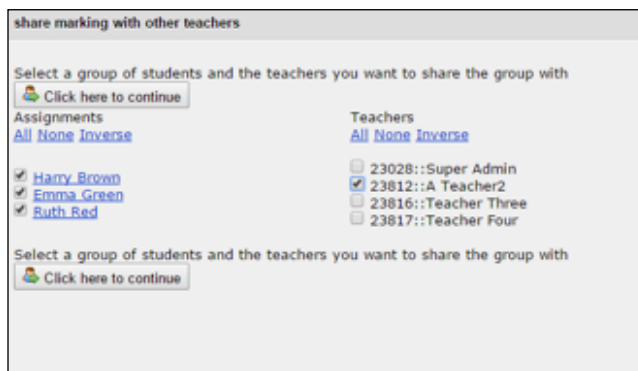 share marking with other teachers
Select a group of students and the teachers you want to share the group with
Click here to continue
Assignments
All None Inverse
Harry Brown
Emma Green
Ruth Red
Teachers
All None Inverse
23028::Super Admin
23812::A Teacher2
23816::Teacher Three
23817::Teacher Four
Select a group of students and the teachers you want to share the group with
Click here to continue